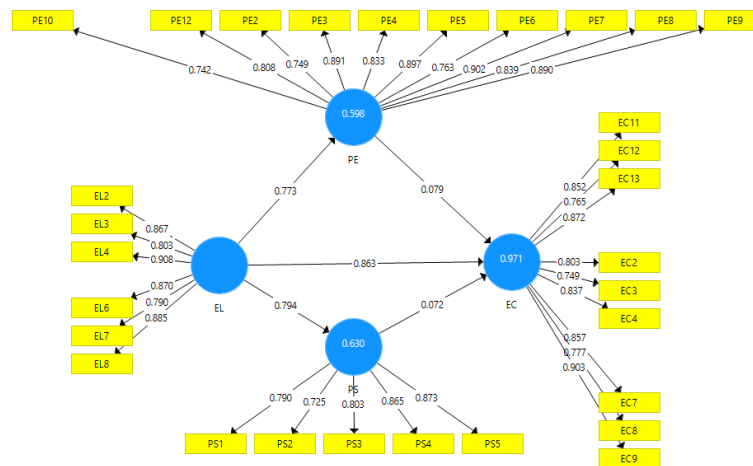 PE10
PE12
PE2
PE3
PE4
PE5
PE6
PE7
PE8
PE9
0.742
0.808
0.749
0.891
0.833
0.897
0.763
0.902
0.839
0.890
0.598
PE
EC11
EC12
EC13
0.852
0.765
0.872
0.773
0.079
EL2
EL3
EL4
0.867
0.803
0.908
EL6
EL7
EL8
0.870
0.790
0.885
EL
0.863
0.971
EC
0.803
0.749
0.837
EC2
EC3
EC4
0.794
0.072
0.630
PS
0.857
0.777
0.903
EC7
EC8
EC9
0.790
0.725
0.803
0.865
0.873
PS1
PS2
PS3
PS4
PS5